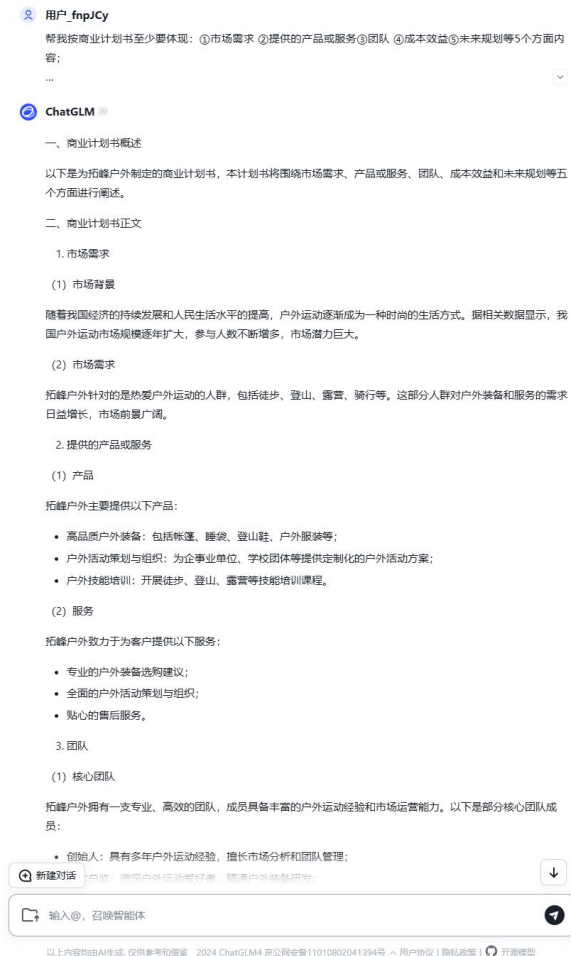 用户_fnpJCy
帮我按商业计划书至少要体现：①市场需求 ②提供的产品或服务③团队 ④成本效益⑤未来规划等5个方面内
容；
...
ChatGLM AI
一、商业计划书概述
以下是为拓峰户外制定的商业计划书，本计划书将围绕市场需求、产品或服务、团队、成本效益和未来规划等五
个方面进行阐述。
二、商业计划书正文
1. 市场需求
（1）市场背景
随着我国经济的持续发展和人民生活水平的提高，户外运动逐渐成为一种时尚的生活方式。据相关数据显示，我
国户外运动市场规模逐年扩大，参与人数不断增多，市场潜力巨大。
（2）市场需求
拓峰户外针对的是热爱户外运动的人群，包括徒步、登山、露营、骑行等。这部分人群对户外装备和服务的需求
日益增长，市场前景广阔。
2. 提供的产品或服务
（1）产品
拓峰户外主要提供以下产品：
• 高品质户外装备：包括帐篷、睡袋、登山鞋、户外服装等；
• 户外活动策划与组织：为企事业单位、学校团体等提供定制化的户外活动方案；
• 户外技能培训：开展徒步、登山、露营等技能培训课程。
（2）服务
拓峰户外致力于为客户提供以下服务：
• 专业的户外装备选购建议；
• 全面的户外活动策划与组织；
• 贴心的售后服务。
3. 团队
（1）核心团队
拓峰户外拥有一支专业、高效的团队，成员具备丰富的户外运动经验和市场运营能力。以下是部分核心团队成
员：
• 创始人：具有多年户外运动经验，擅长市场分析和团队管理；
新建对话
总监：资深户外运动爱好者，精通户外装备研发；
输入@，召唤智能体
以上内容均由AI生成, 仅供参考和借鉴 2024 ChatGLM4 京公网安备11010802041394号 用户协议 | 隐私政策 | 开源模型